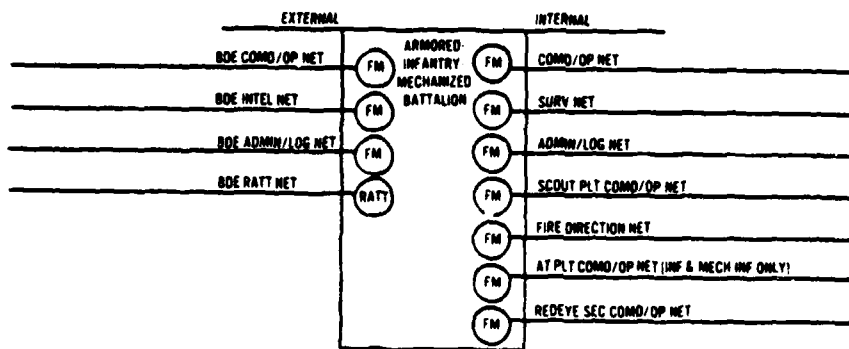 EXTERNAL
INTERNAL
ARMORED-
INFANTRY
MECHANIZED
BATTALION
BDE COMD/OP NET
FM
BDE INTEL NET
FM
BDE ADMIN/LOG NET
FM
BDE RATT NET
RATT
FM
COMD/OP NET
FM
SURV NET
FM
ADMIN/LOG NET
FM
SCOUT PLT COMD/OP NET
FM
FIRE DIRECTION NET
FM
AT PLT COMD/OP NET (INF & MECH INF ONLY)
FM
REDEYE SEC COMD/OP NET